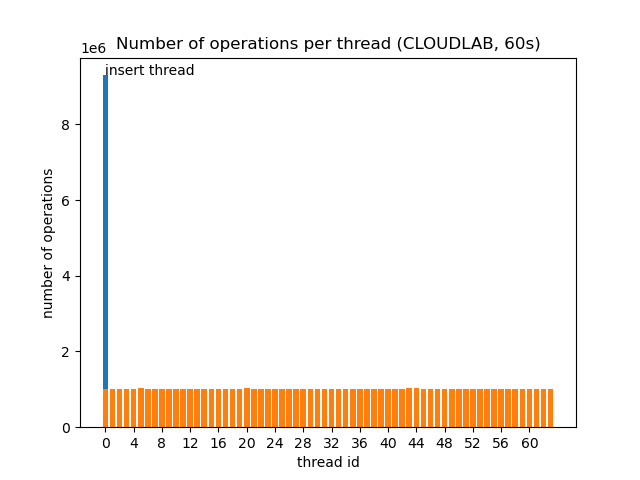 Number of operations per thread (CLOUDLAB, 60s)
1e6
insert thread
8
6
4
2
0
number of operations
0 4 8 12 16 20 24 28 32 36 40 44 48 52 56 60
thread id